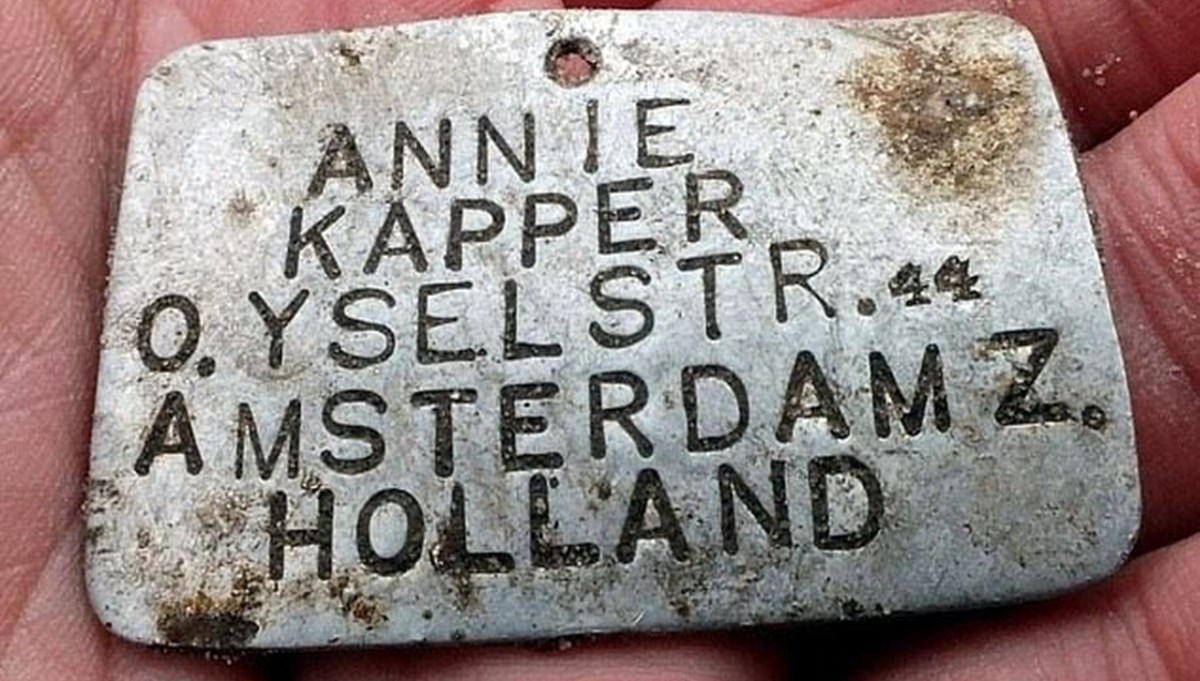 ANNIE
KAPPER
O. YSELSTR. 44
AMSTERDAM Z.
HOLLAND